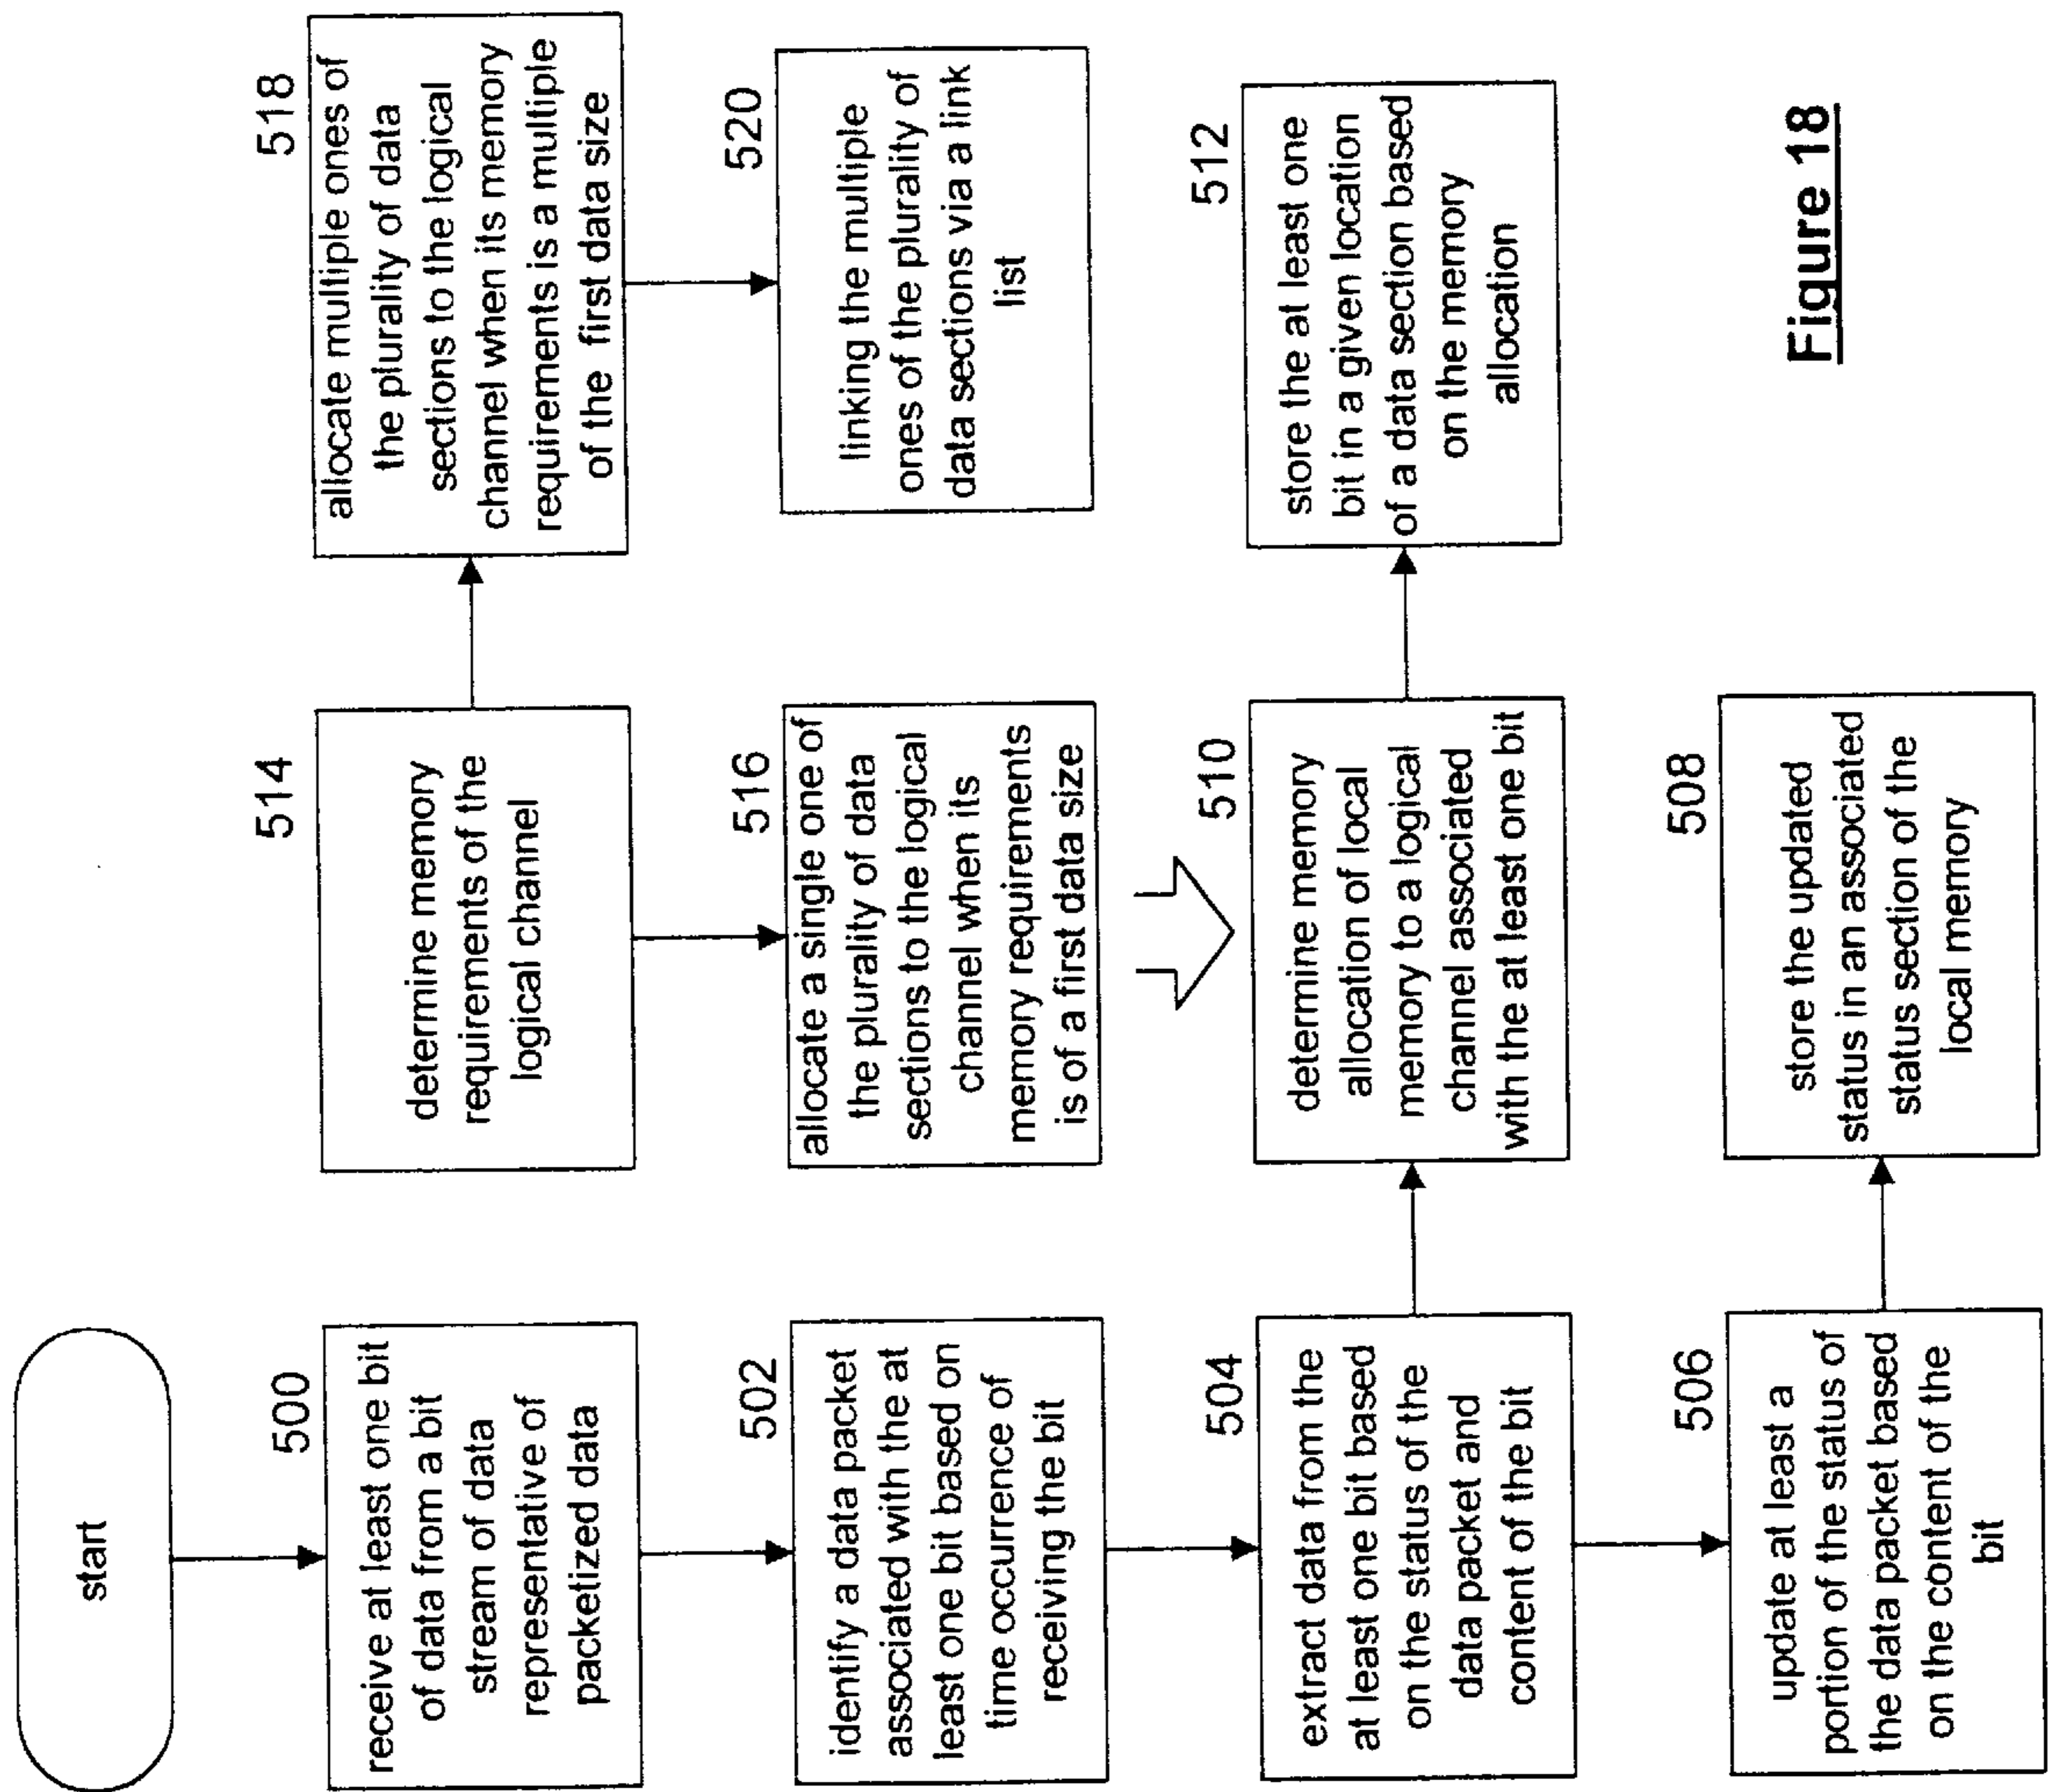 start
500
receive at least one bit
of data from a bit
stream of data
representative of
packetized data
502
identify a data packet
associated with the at
least one bit based on
time occurrence of
receiving the bit
504
extract data from the
at least one bit based
on the status of the
data packet and
content of the bit
506
update at least a
portion of the status of
the data packet based
on the content of the
bit
514
determine memory
requirements of the
logical channel
516
allocate a single one of
the plurality of data
sections to the logical
channel when its
memory requirements
is of a first data size
510
determine memory
allocation of local
memory to a logical
channel associated
with the at least one bit
508
store the updated
status in an associated
status section of the
local memory
518
allocate multiple ones of
the plurality of data
sections to the logical
channel when its memory
requirements is a multiple
of the first data size
520
linking the multiple
ones of the plurality of
data sections via a link
list
512
store the at least one
bit in a given location
of a data section based
on the memory
allocation
Figure 18